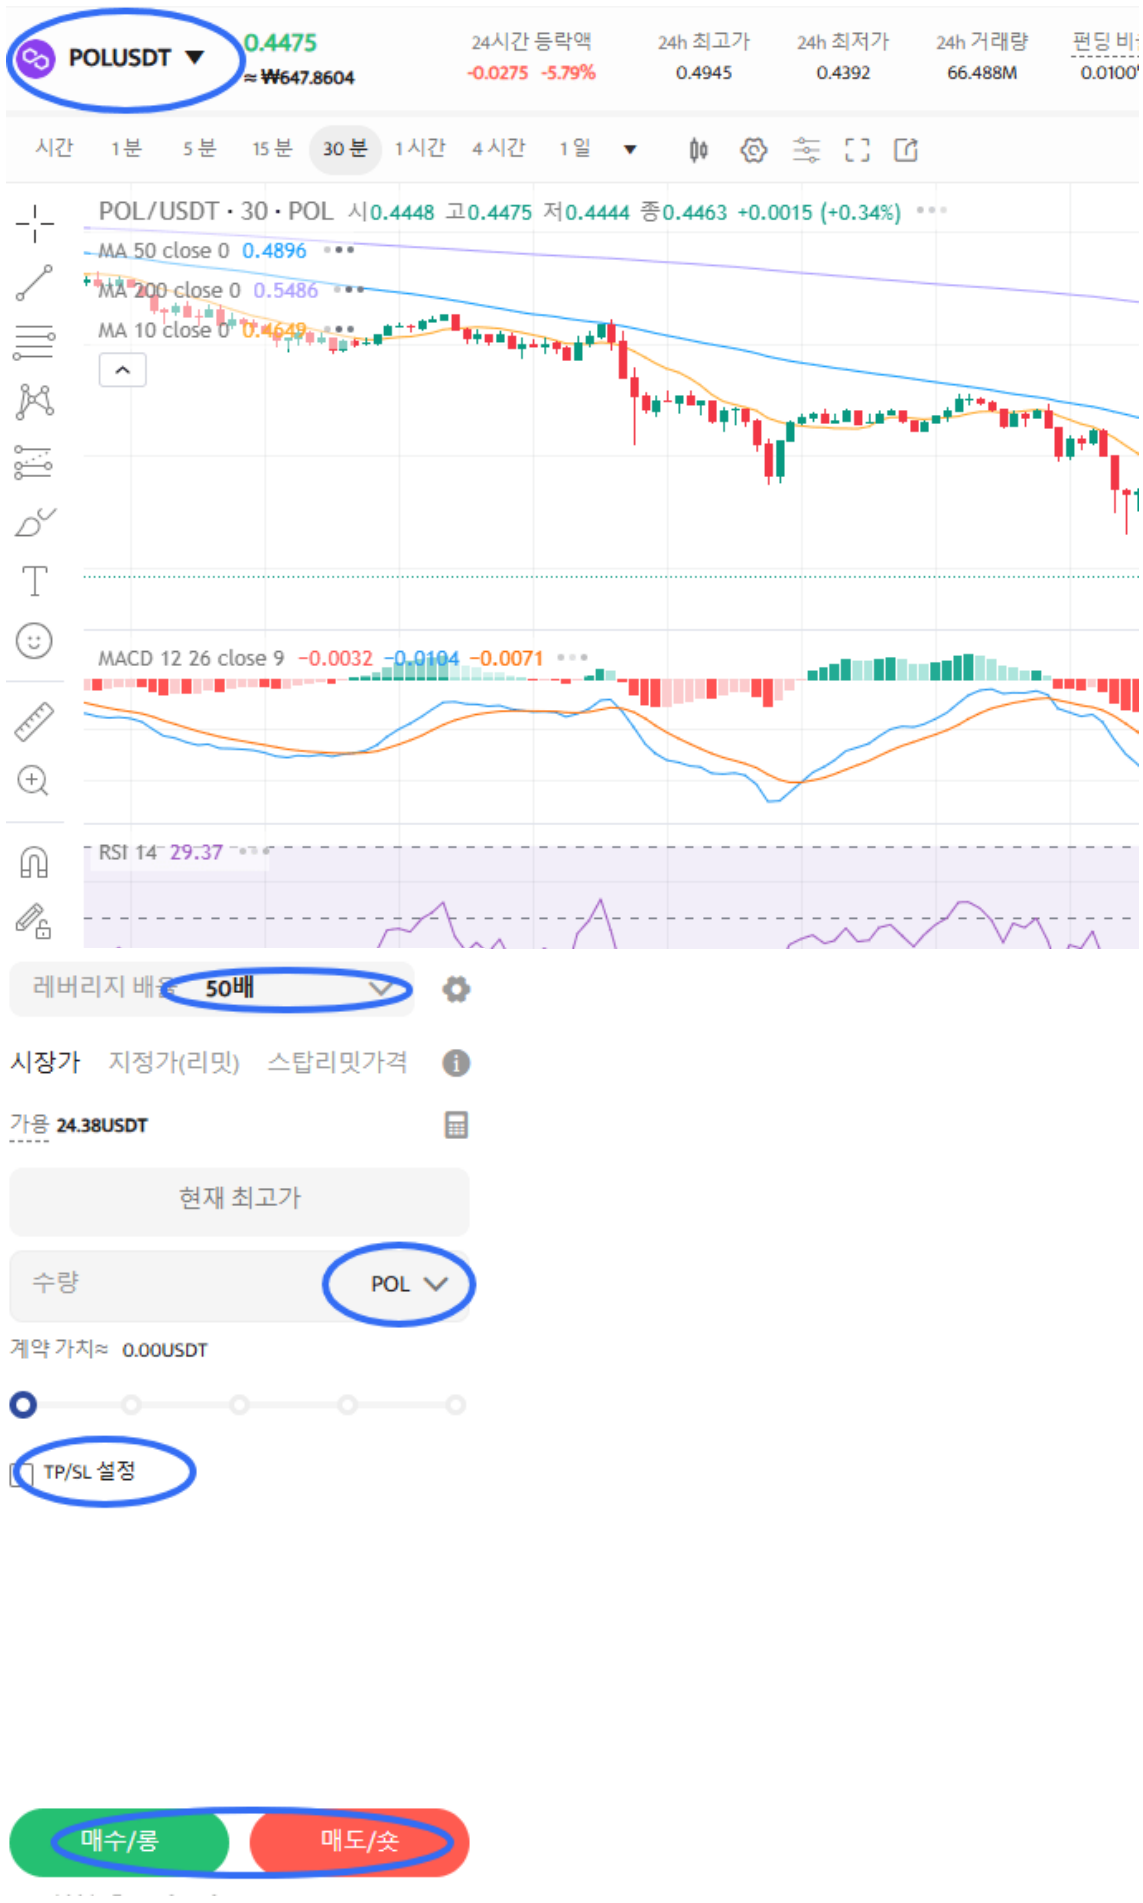 POLUSDT ▼
0.4475
≈ ₩647.8604
24시간 등락액
-0.0275 -5.79%
24h 최고가
0.4945
24h 최저가
0.4392
24h 거래량
66.488M
펀딩
0.0100
시간 1분 5분 15분 30분 1시간 4시간 1일 ▼
POL/USDT · 30 · POL 시0.4448 고0.4475 저0.4444 종0.4463 +0.0015 (+0.34%)
MA 50 close 0 0.4896
MA 200 close 0 0.5486
MA 10 close 0 0.4649
MACD 12 26 close 9 −0.0032 −0.0104 −0.0071
RSI 14 29.37
레버리지 배율 50배
시장가 지정가(리밋) 스탑리밋가격
가용 24.38USDT
현재 최고가
수량 POL
계약 가치≈ 0.00USDT
TP/SL 설정
매수/롱 매도/숏